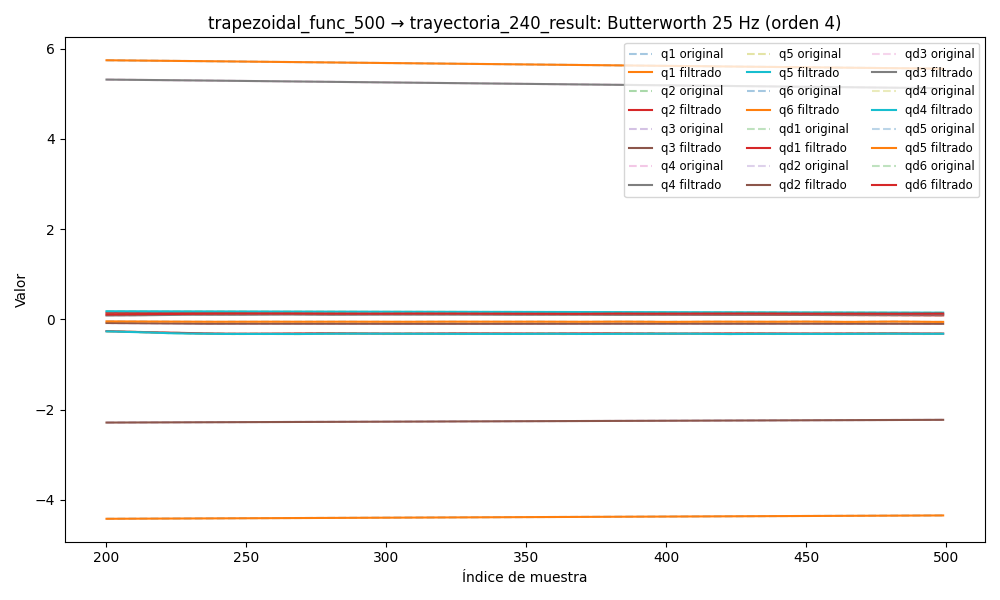 trapezoidal_func_500 → trayectoria_240_result: Butterworth 25 Hz (orden 4)
q1 original
q1 filtrado
q2 original
q2 filtrado
q3 original
q3 filtrado
q4 original
q4 filtrado
q5 original
q5 filtrado
q6 original
q6 filtrado
qd1 original
qd1 filtrado
qd2 original
qd2 filtrado
qd3 original
qd3 filtrado
qd4 original
qd4 filtrado
qd5 original
qd5 filtrado
qd6 original
qd6 filtrado
Valor
6
4
2
0
−2
−4
200
250
300
350
400
450
500
Índice de muestra